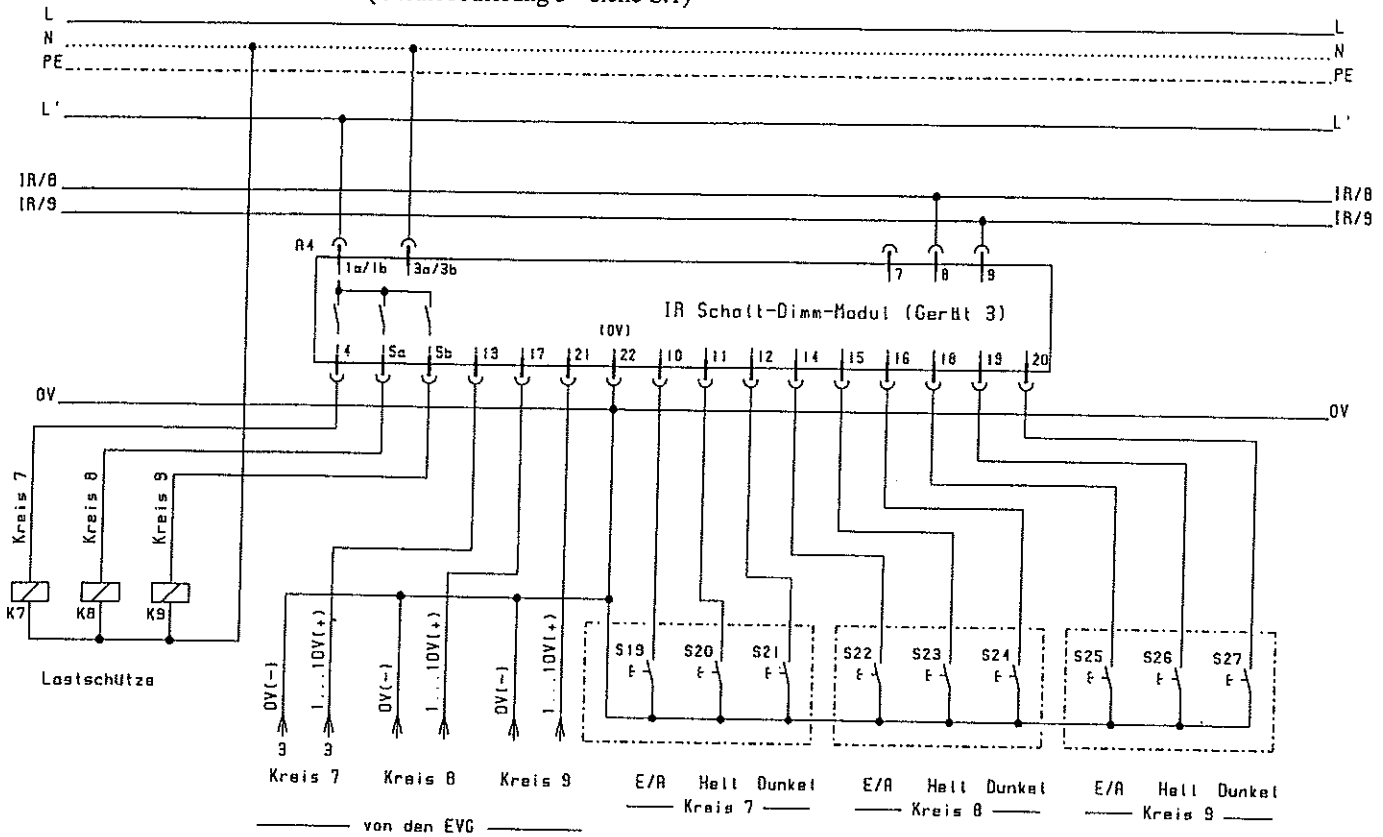 L L
N N
PE PE
L' L'
IR/8 IR/8
IR/9 IR/9
A4 1a/1b 3a/3b 7 8 9
IR Schalt-Dimm-Modul (Gerät 3)
(0V)
4 5a 5b 13 17 21 22 10 11 12 14 15 16 18 19 20
0V 0V
Kreis 7 Kreis 8 Kreis 9
K7 K8 K9
Lastschütze
0V(-) 1...10V(+) 0V(-) 1...10V(+) 0V(-) 1...10V(+)
3 3
S19 S20 S21 S22 S23 S24 S25 S26 S27
Kreis 7 Kreis 8 Kreis 9
E/A Hell Dunkel E/A Hell Dunkel E/A Hell Dunkel
Kreis 7 Kreis 8 Kreis 9
von den EVG